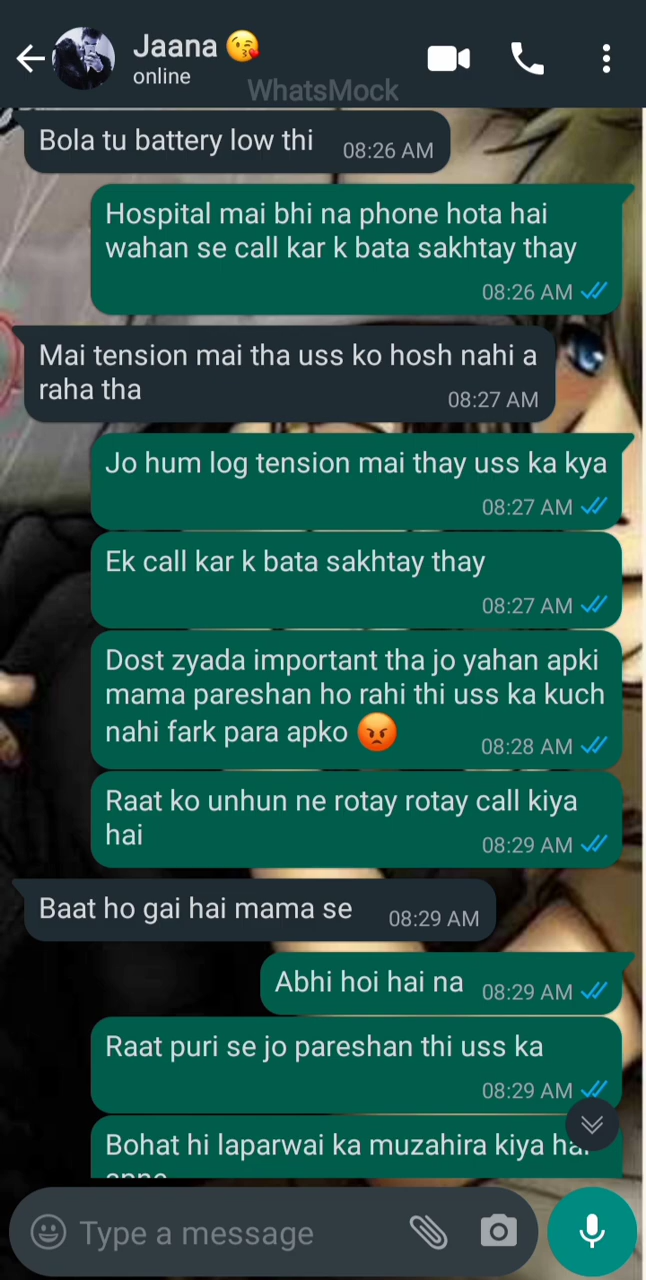 Jaana 😘
online
WhatsMock
Bola tu battery low thi
08:26 AM
Hospital mai bhi na phone hota hai
wahan se call kar k bata sakhtay thay
08:26 AM
Mai tension mai tha uss ko hosh nahi a
raha tha
08:27 AM
Jo hum log tension mai thay uss ka kya
08:27 AM
Ek call kar k bata sakhtay thay
08:27 AM
Dost zyada important tha jo yahan apki
mama pareshan ho rahi thi uss ka kuch
nahi fark para apko 😡
08:28 AM
Raat ko unhun ne rotay rotay call kiya
hai
08:29 AM
Baat ho gai hai mama se
08:29 AM
Abhi hoi hai na
08:29 AM
Raat puri se jo pareshan thi uss ka
08:29 AM
Bohat hi laparwai ka muzahira kiya hai
Type a message